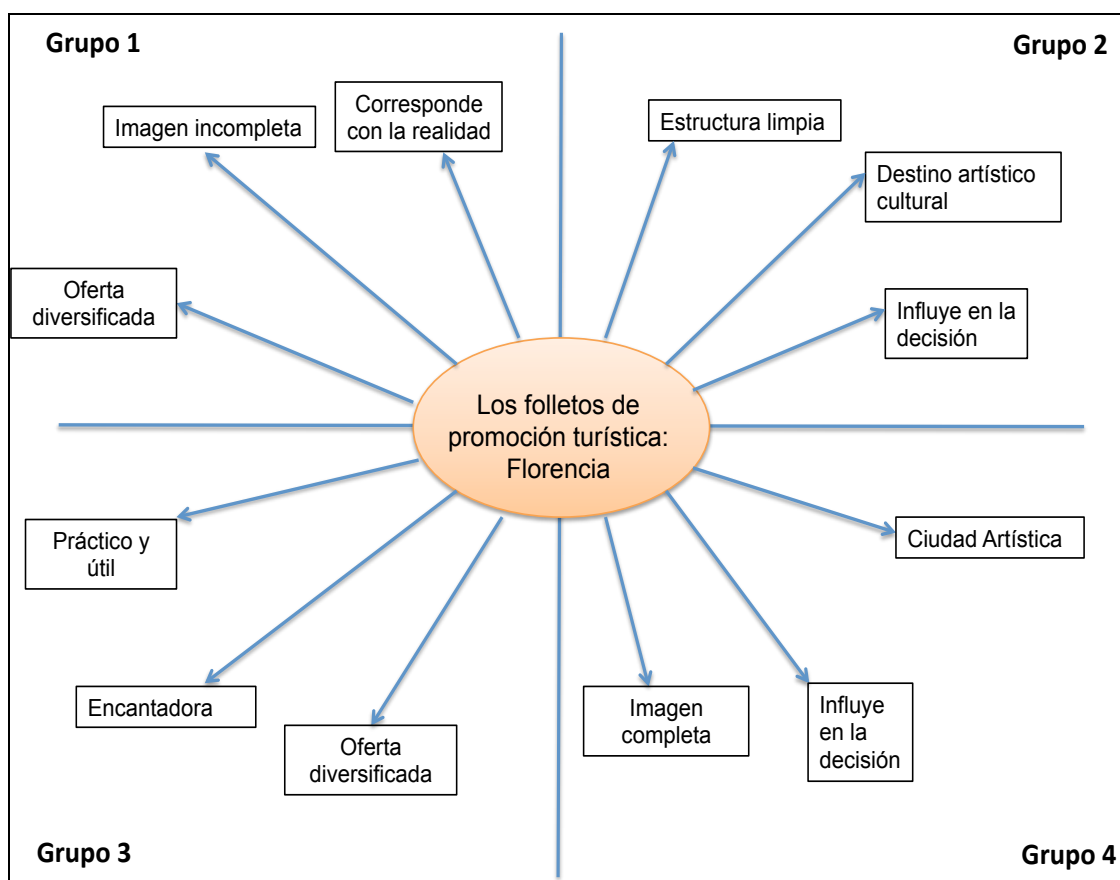 Grupo 1
Grupo 2
Imagen incompleta
Corresponde
con la realidad
Estructura limpia
Destino artístico
cultural
Oferta
diversificada
Influye en la
decisión
Los folletos de
promoción turística:
Florencia
Práctico y
útil
Ciudad Artística
Encantadora
Oferta
diversificada
Imagen
completa
Influye
en la
decisión
Grupo 3
Grupo 4